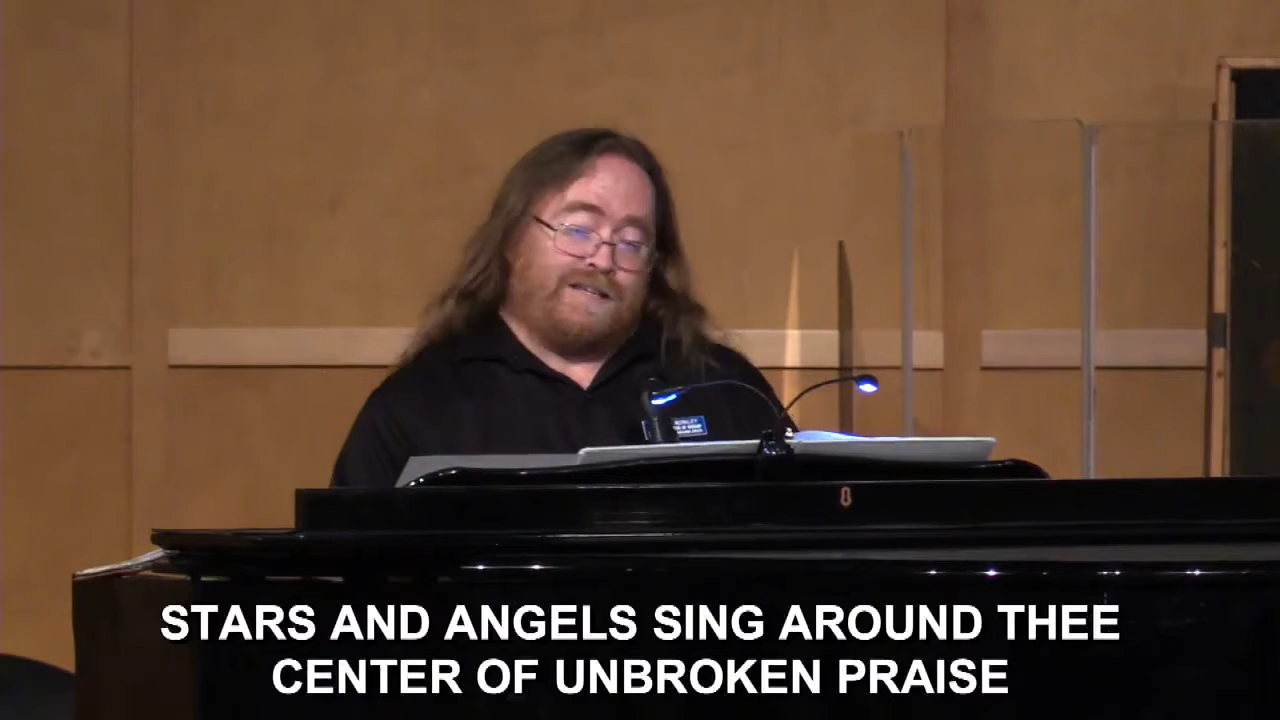 STARS AND ANGELS SING AROUND THEE
CENTER OF UNBROKEN PRAISE